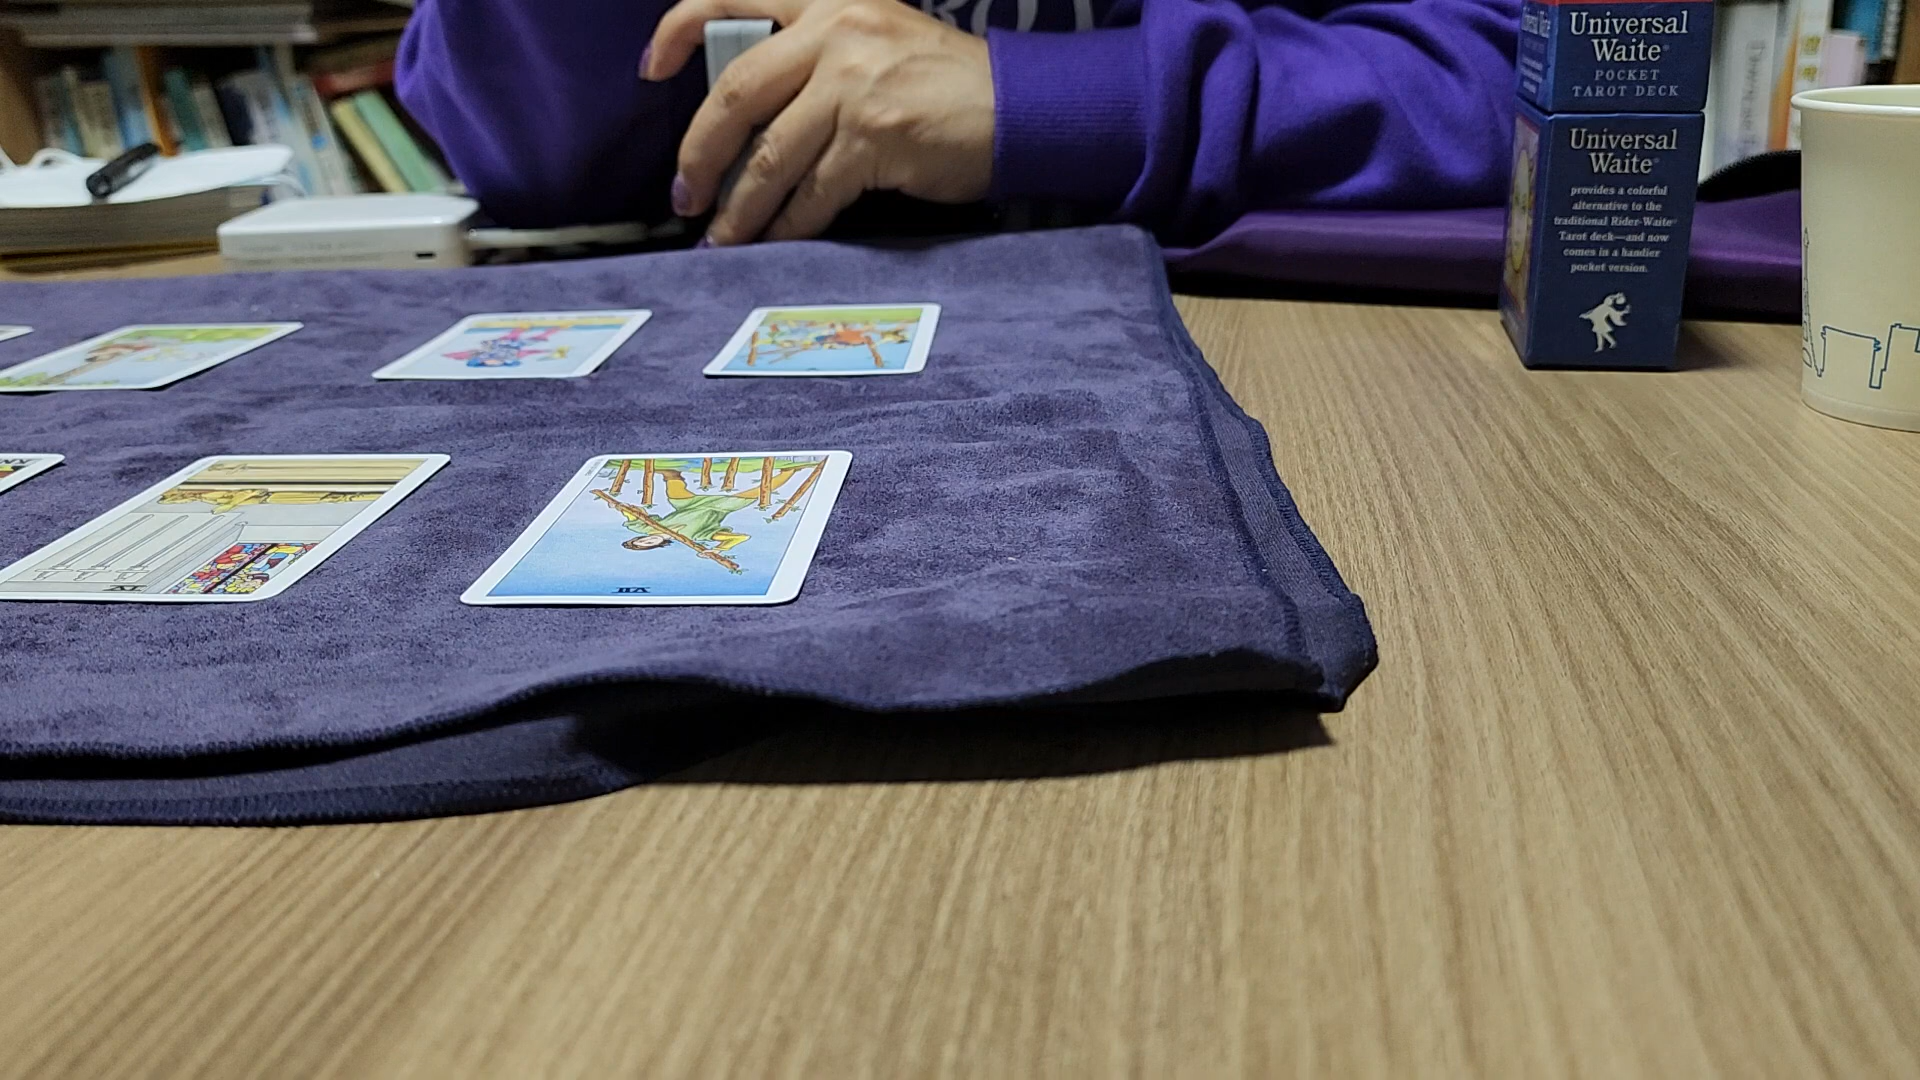 Universal
Waite®
POCKET
TAROT DECK
Universal
Waite®
provides a colorful
alternative to the
traditional Rider-Waite®
Tarot deck—and now
comes in a handier
pocket version.
IV
VII